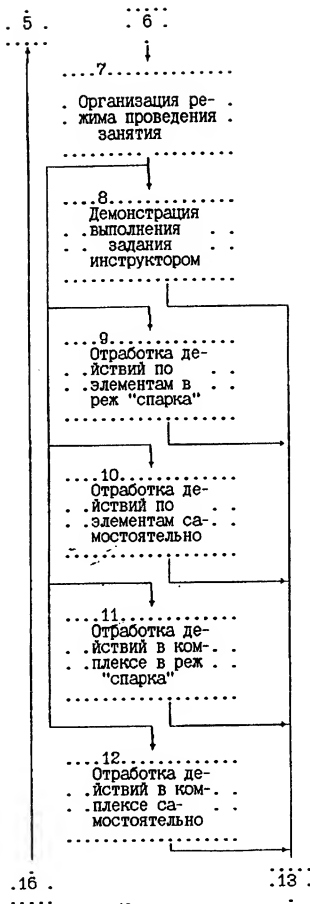 5
6
7
Организация ре-
жима проведения
занятия
8
Демонстрация
выполнения
задания
инструктором
9
Отработка де-
йствий по
элементам в
реж "спарка"
10
Отработка де-
йствий по
элементам са-
мостоятельно
11
Отработка де-
йствий в ком-
плексе в реж
"спарка"
12
Отработка де-
йствий в ком-
плексе са-
мостоятельно
16
13